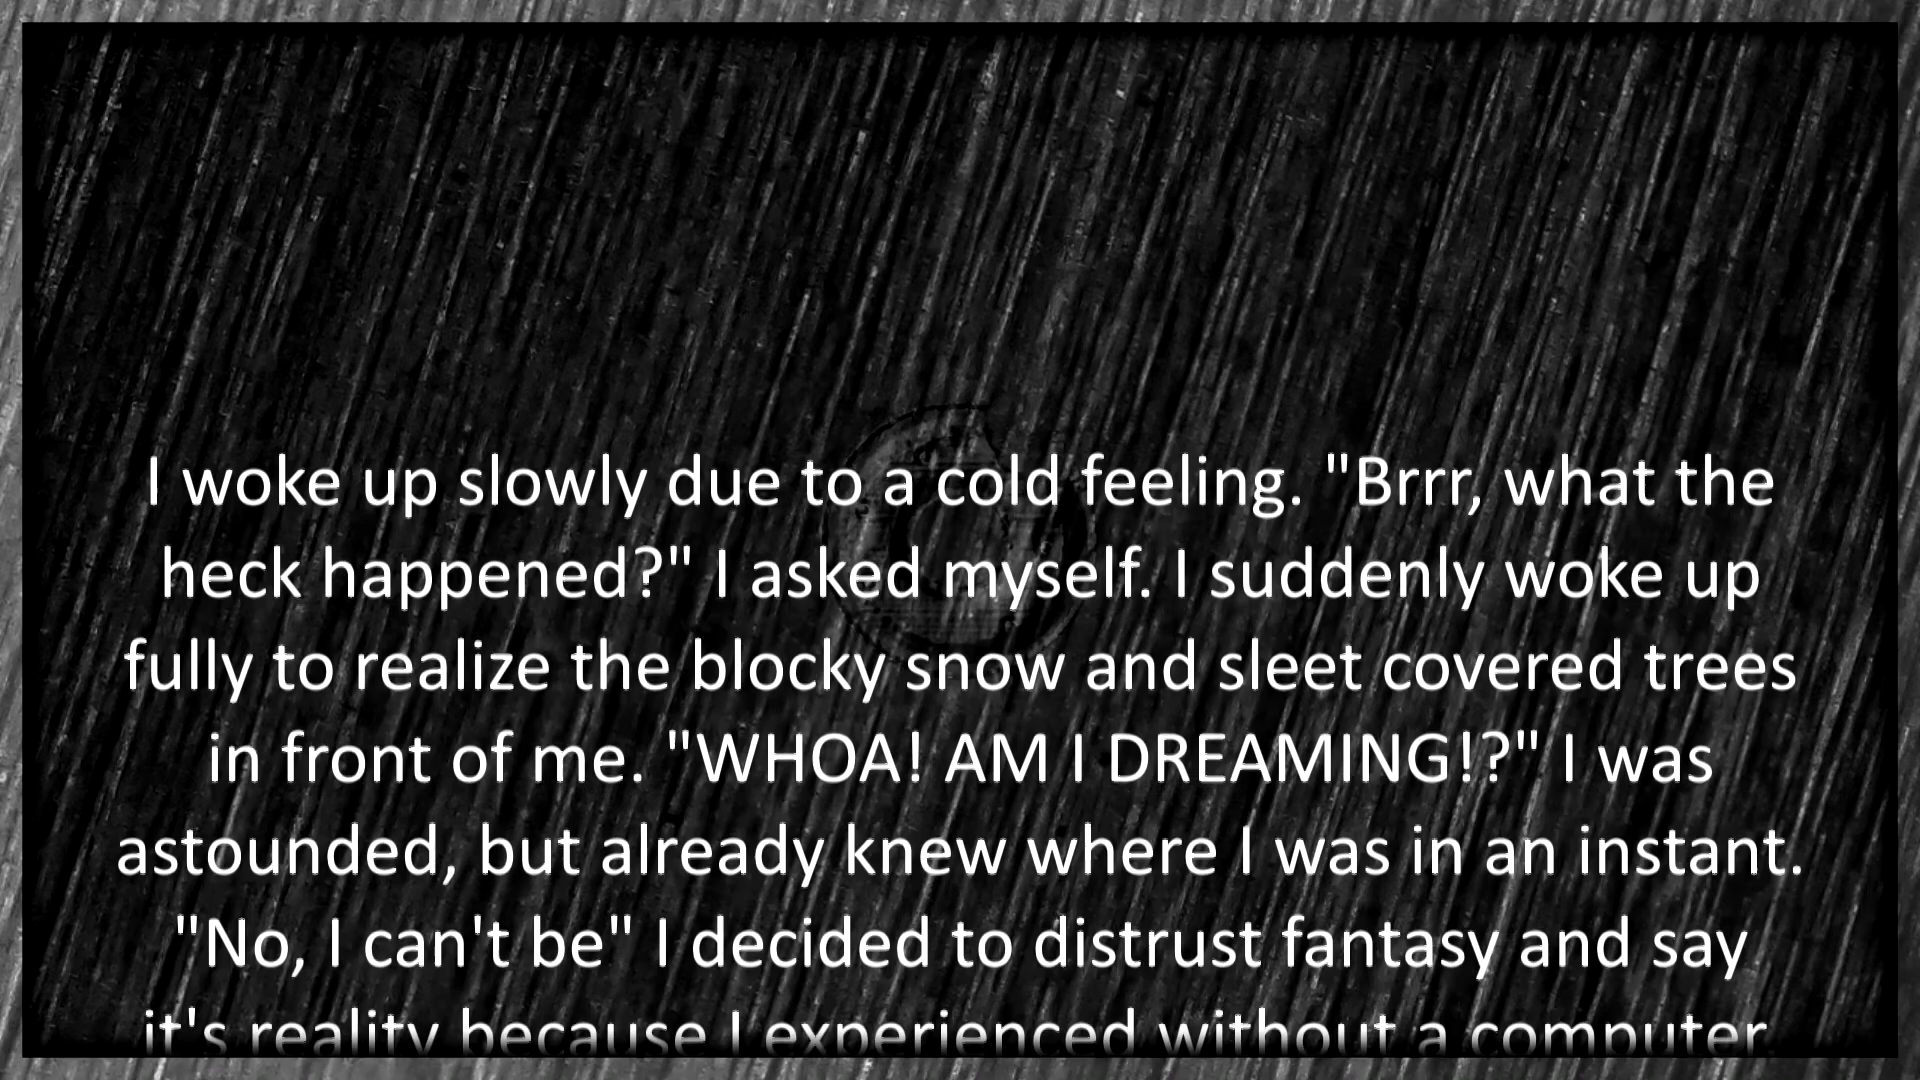 I woke up slowly due to a cold feeling. "Brrr, what the
heck happened?" I asked myself. I suddenly woke up
fully to realize the blocky snow and sleet covered trees
in front of me. "WHOA! AM I DREAMING!?" I was
astounded, but already knew where I was in an instant.
"No, I can't be" I decided to distrust fantasy and say
it's reality because I experienced without a computer